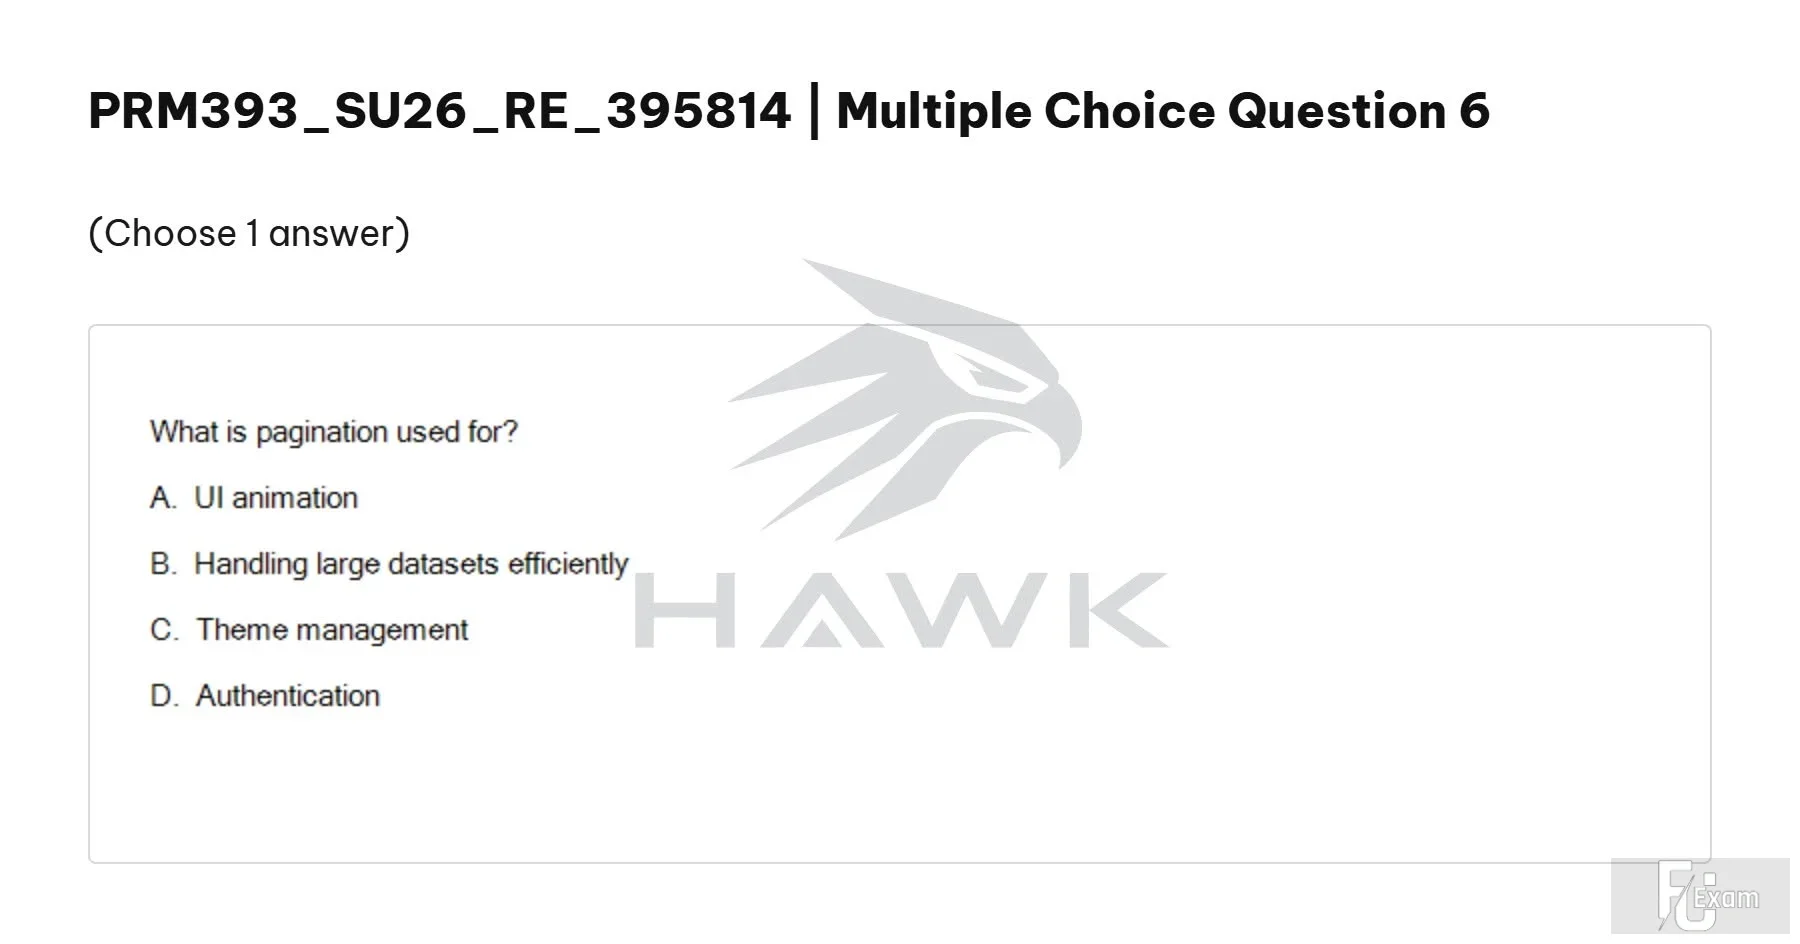 PRM393_SU26_RE_395814 | Multiple Choice Question 6
(Choose 1 answer)
What is pagination used for?
A. UI animation
B. Handling large datasets efficiently
C. Theme management
D. Authentication
HAWK
FU Exam